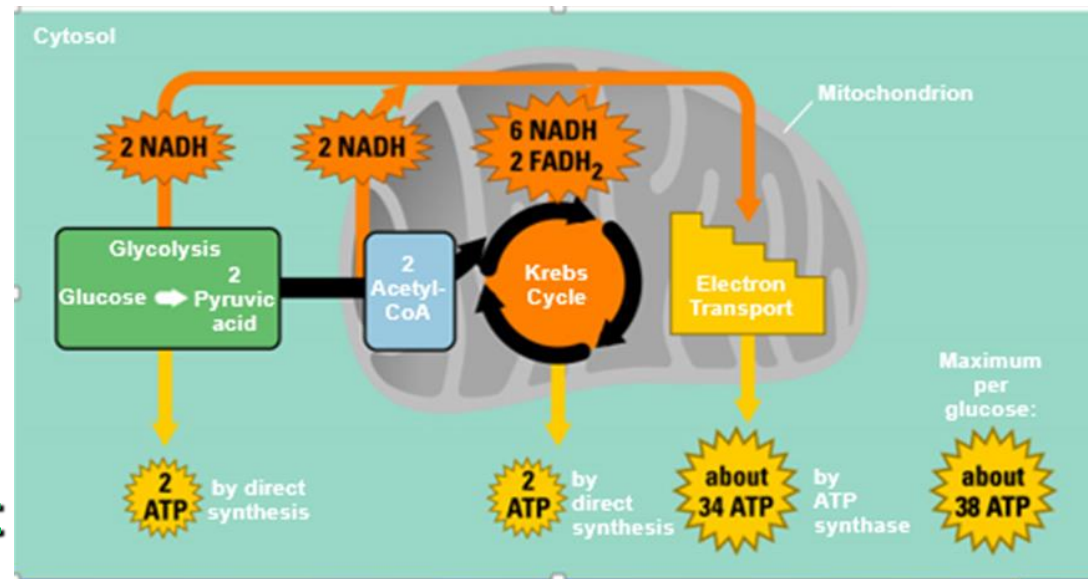 Cytosol
Mitochondrion
2 NADH
2 NADH
6 NADH
2 FADH₂
Glycolysis
Glucose 2
Pyruvic
acid
2
Acetyl-
CoA
Krebs
Cycle
Electron
Transport
2
ATP
by direct
synthesis
2
ATP
by
direct
synthesis
about
34 ATP
by
ATP
synthase
Maximum
per
glucose:
about
38 ATP